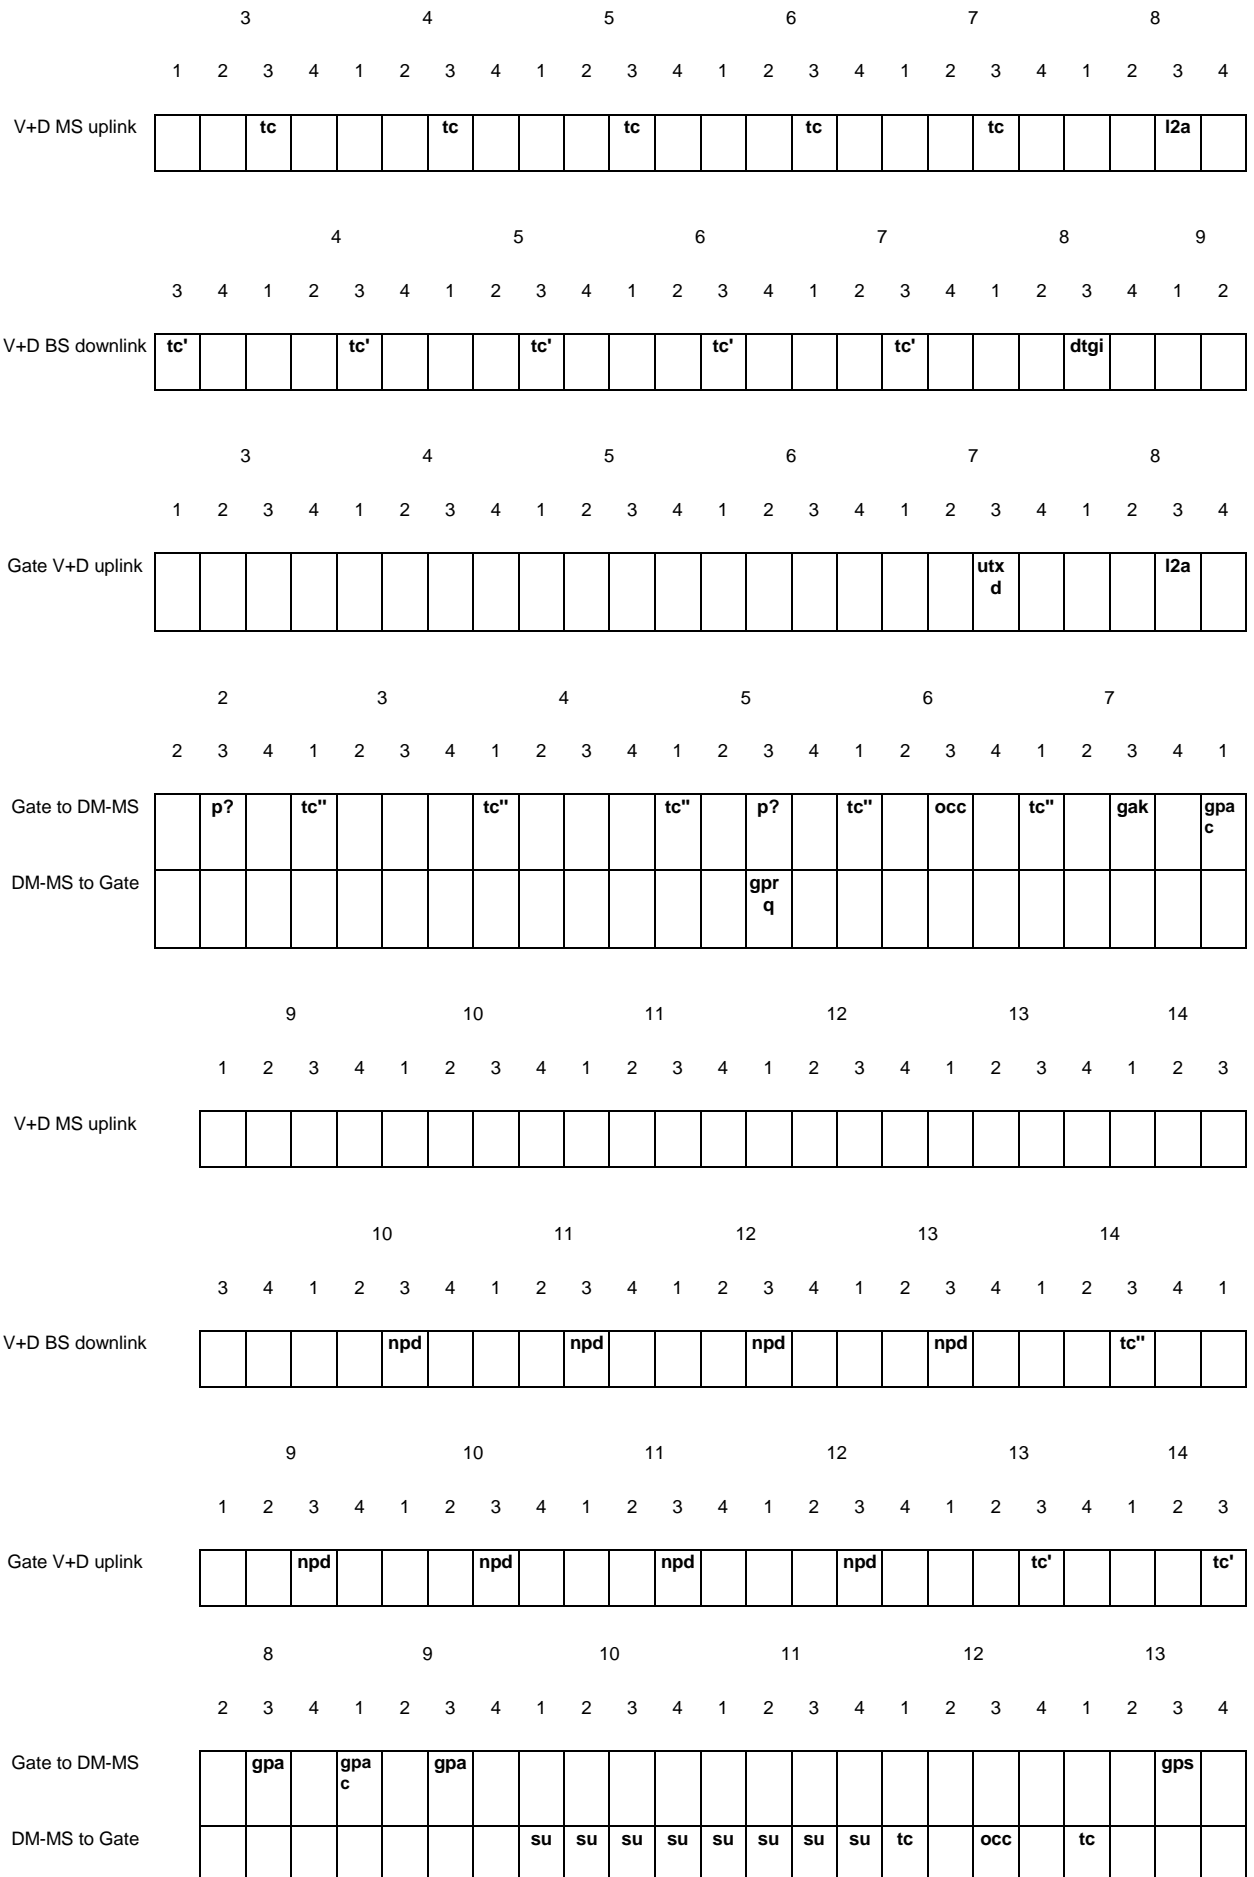 3 4 5 6 7 8
1 2 3 4 1 2 3 4 1 2 3 4 1 2 3 4 1 2 3 4 1 2 3 4
V+D MS uplink tc tc tc tc tc l2a
4 5 6 7 8 9
3 4 1 2 3 4 1 2 3 4 1 2 3 4 1 2 3 4 1 2 3 4 1 2
V+D BS downlink tc' tc' tc' tc' tc' dtgi
3 4 5 6 7 8
1 2 3 4 1 2 3 4 1 2 3 4 1 2 3 4 1 2 3 4 1 2 3 4
Gate V+D uplink utx l2a
d
2 3 4 5 6 7
2 3 4 1 2 3 4 1 2 3 4 1 2 3 4 1 2 3 4 1 2 3 4 1
Gate to DM-MS p? tc" tc" tc" p? tc" occ tc" gak gpa
c
DM-MS to Gate gpr
q
9 10 11 12 13 14
1 2 3 4 1 2 3 4 1 2 3 4 1 2 3 4 1 2 3 4 1 2 3
V+D MS uplink
10 11 12 13 14
3 4 1 2 3 4 1 2 3 4 1 2 3 4 1 2 3 4 1 2 3 4 1
V+D BS downlink npd npd npd npd tc"
9 10 11 12 13 14
1 2 3 4 1 2 3 4 1 2 3 4 1 2 3 4 1 2 3 4 1 2 3
Gate V+D uplink npd npd npd npd tc' tc'
8 9 10 11 12 13
2 3 4 1 2 3 4 1 2 3 4 1 2 3 4 1 2 3 4 1 2 3 4
Gate to DM-MS gpa gpa gpa gps
c
DM-MS to Gate su su su su su su su su tc occ tc